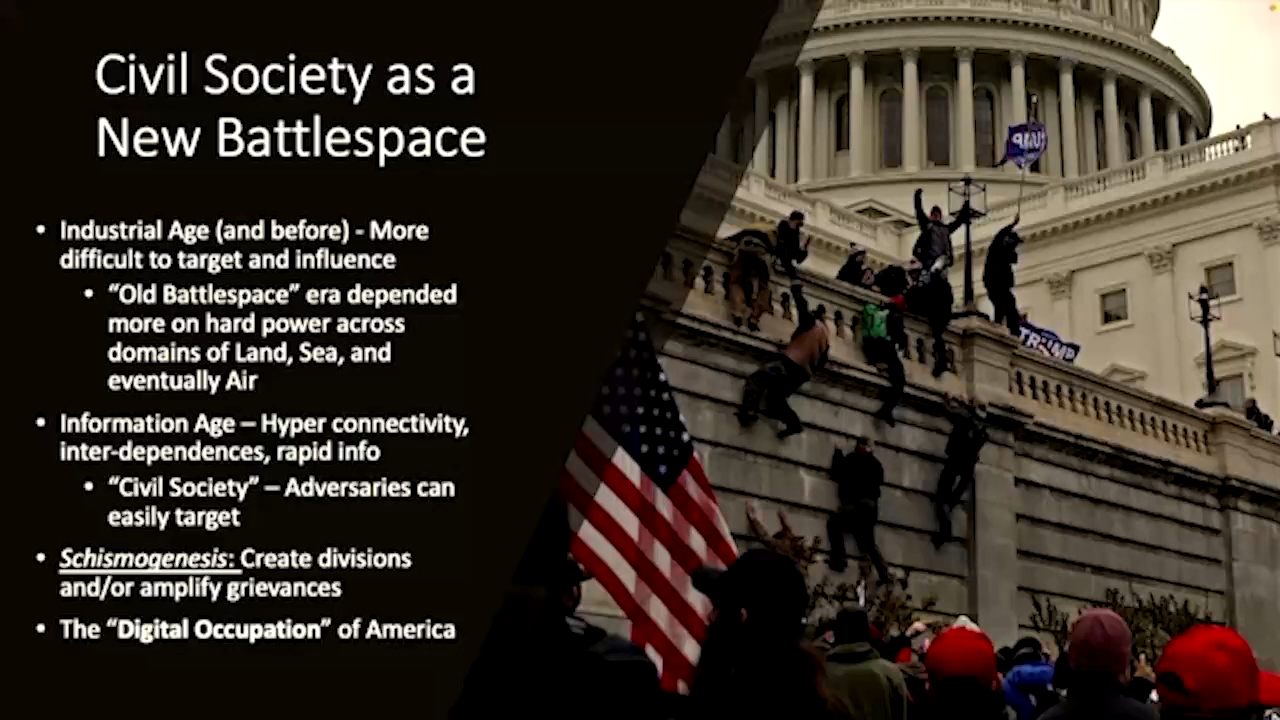 Civil Society as a
New Battlespace
• Industrial Age (and before) - More
difficult to target and influence
• “Old Battlespace” era depended
more on hard power across
domains of Land, Sea, and
eventually Air
• Information Age – Hyper connectivity,
inter-dependences, rapid info
• “Civil Society” – Adversaries can
easily target
• Schismogenesis: Create divisions
and/or amplify grievances
• The “Digital Occupation” of America
TRUMP